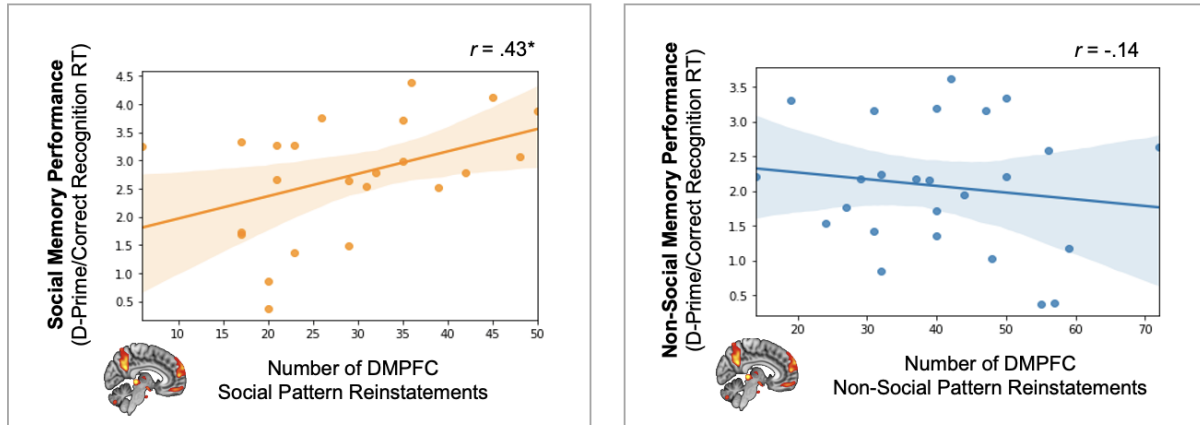 r = .43*
Social Memory Performance
(D-Prime/Correct Recognition RT)
4.5
4.0
3.5
3.0
2.5
2.0
1.5
1.0
0.5
10 15 20 25 30 35 40 45 50
Number of DMPFC
Social Pattern Reinstatements
r = -.14
Non-Social Memory Performance
(D-Prime/Correct Recognition RT)
3.5
3.0
2.5
2.0
1.5
1.0
0.5
20 30 40 50 60 70
Number of DMPFC
Non-Social Pattern Reinstatements